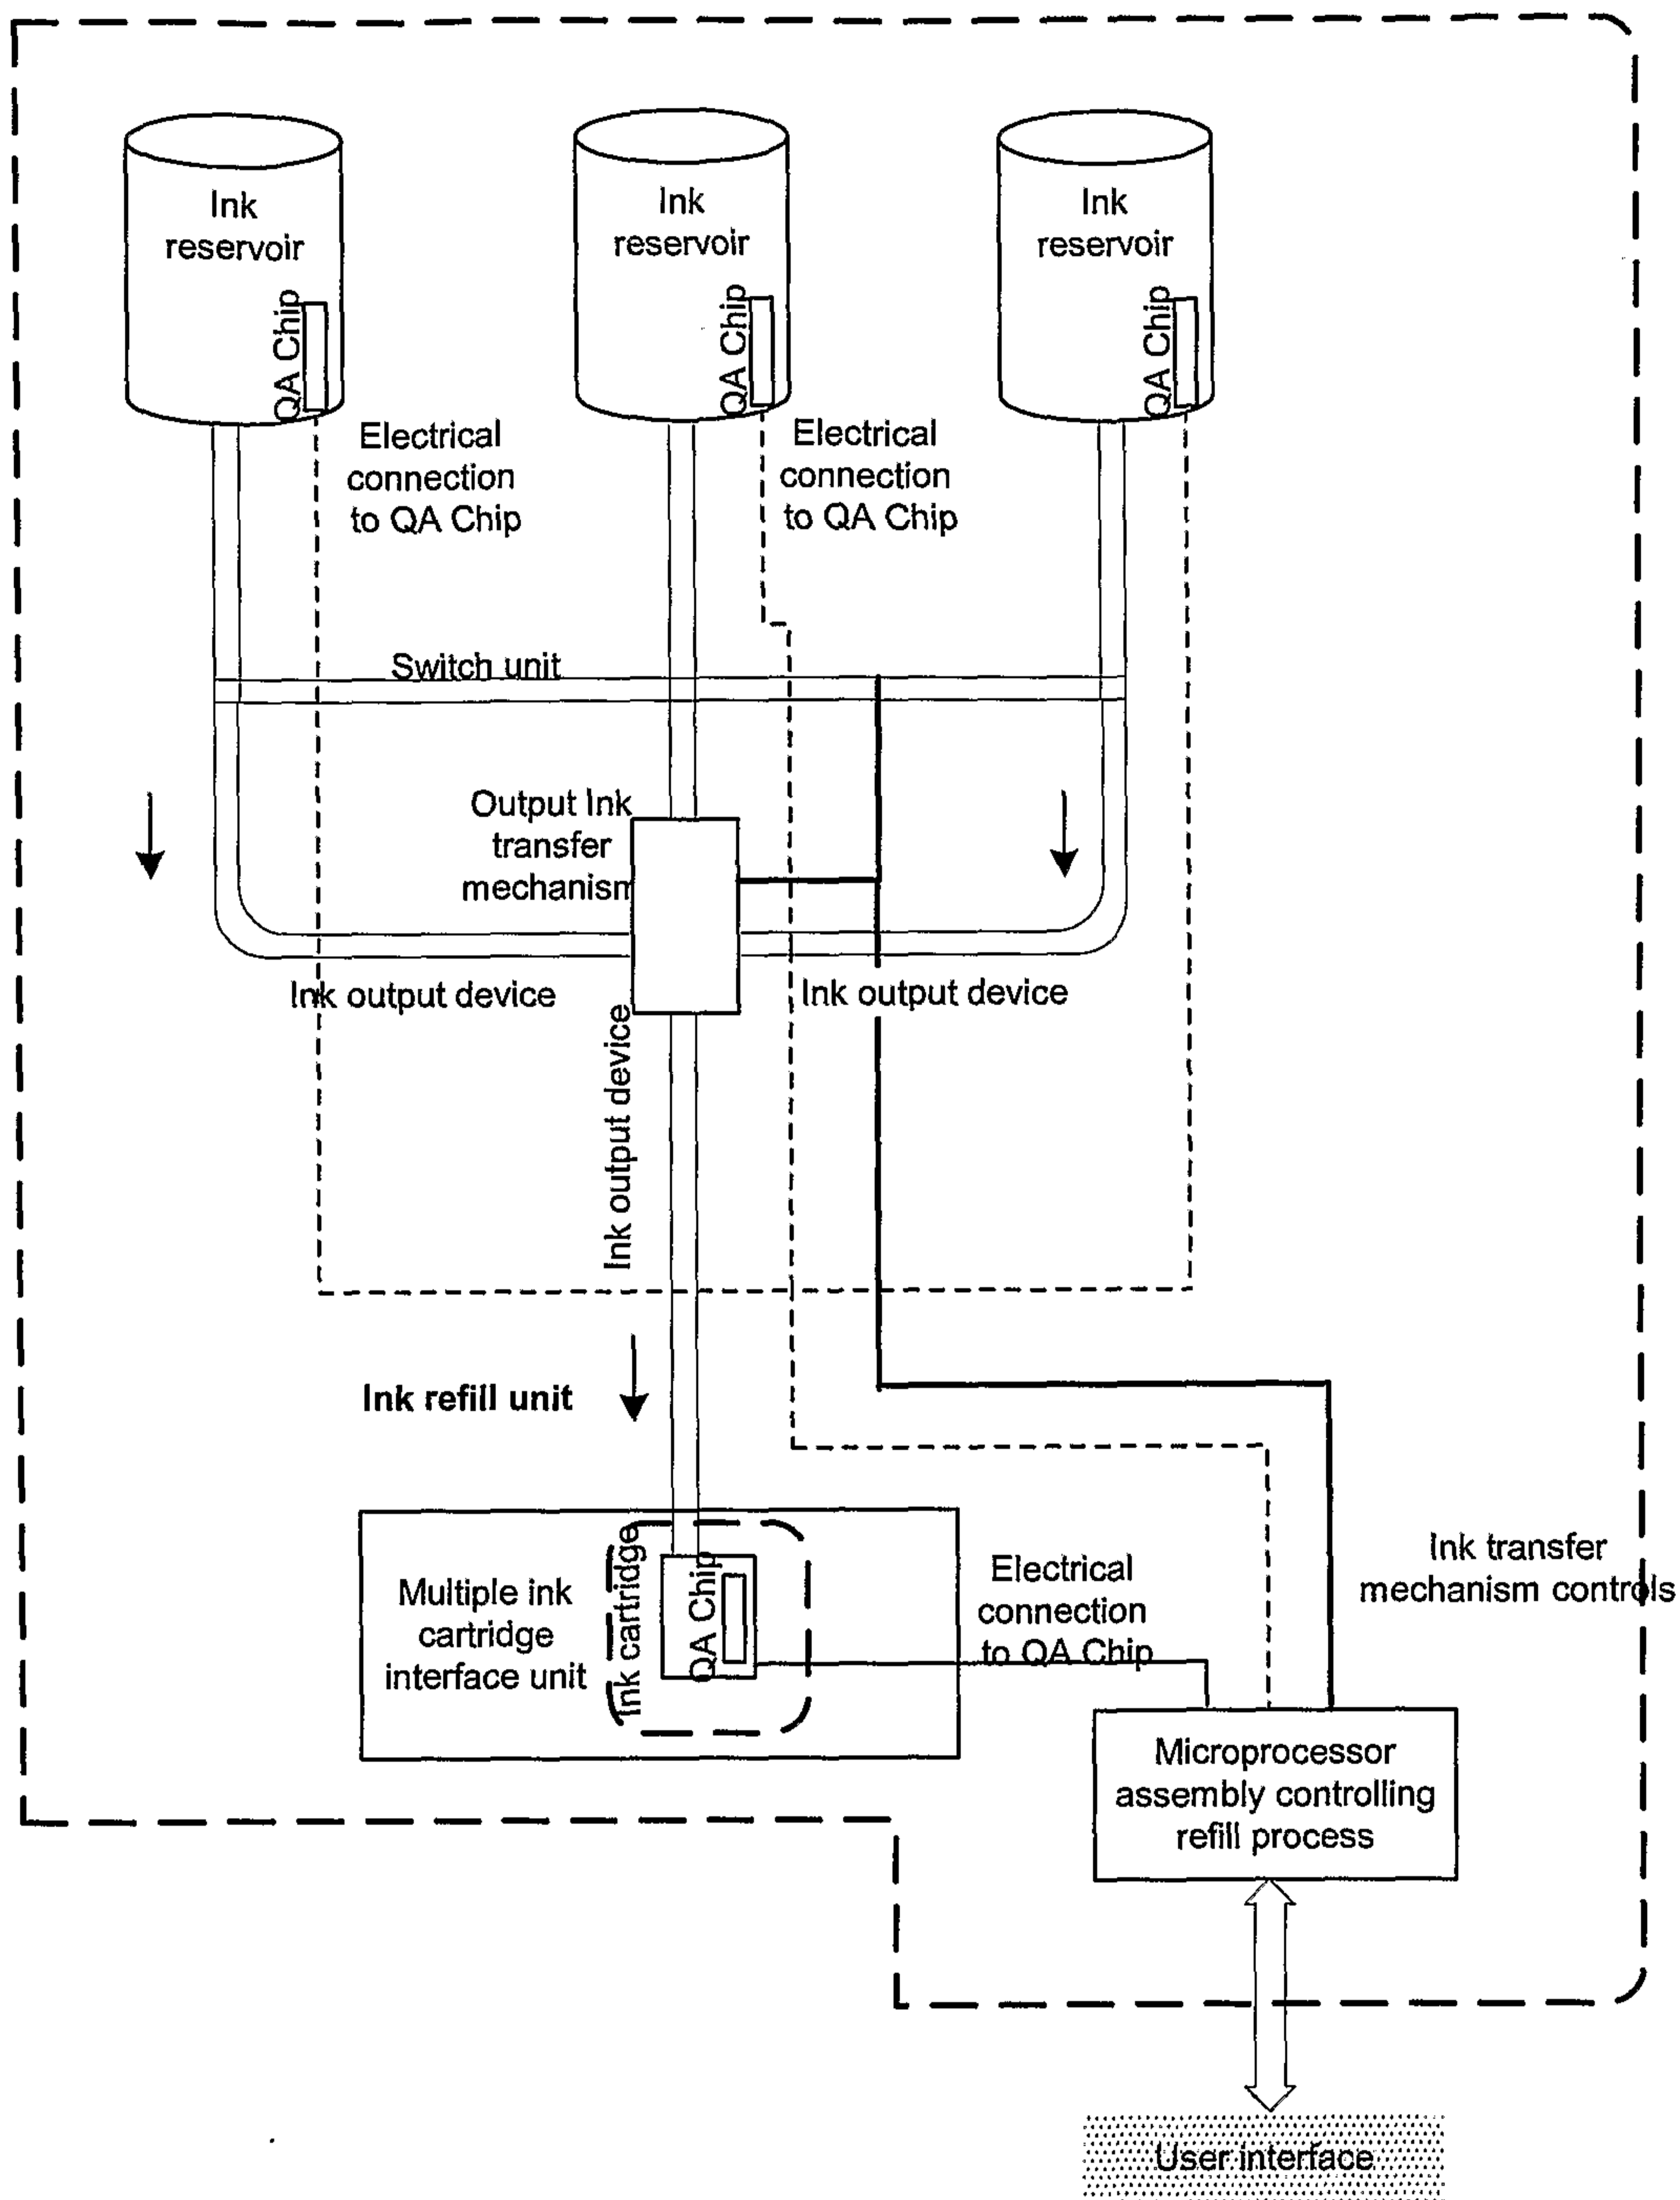 Ink
reservoir
QA Chip
Ink
reservoir
QA Chip
Ink
reservoir
QA Chip
Electrical
connection
to QA Chip
Electrical
connection
to QA Chip
Switch unit
Output Ink
transfer
mechanism
Ink output device
Ink output device
Ink output device
Ink refill unit
Multiple ink
cartridge
interface unit
Ink cartridge
QA Chip
Electrical
connection
to QA Chip
Ink transfer
mechanism controls
Microprocessor
assembly controlling
refill process
User interface